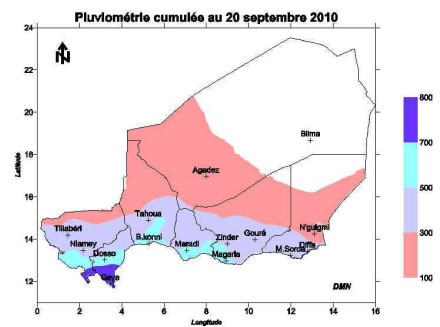 Pluviométrie cumulée au 20 septembre 2010
24
22
20
18
16
14
12
Latitude
N
Bilma
Agadez
Tahoua
Tillabéri
Niamey
Dosso
B.konni
Maradi
Zinder
Gouré
Magaria
M.Soroa
N'guigmi
Diffa
Gaya
DMN
0 2 4 6 8 10 12 14 16
Longitude
800
700
500
300
100